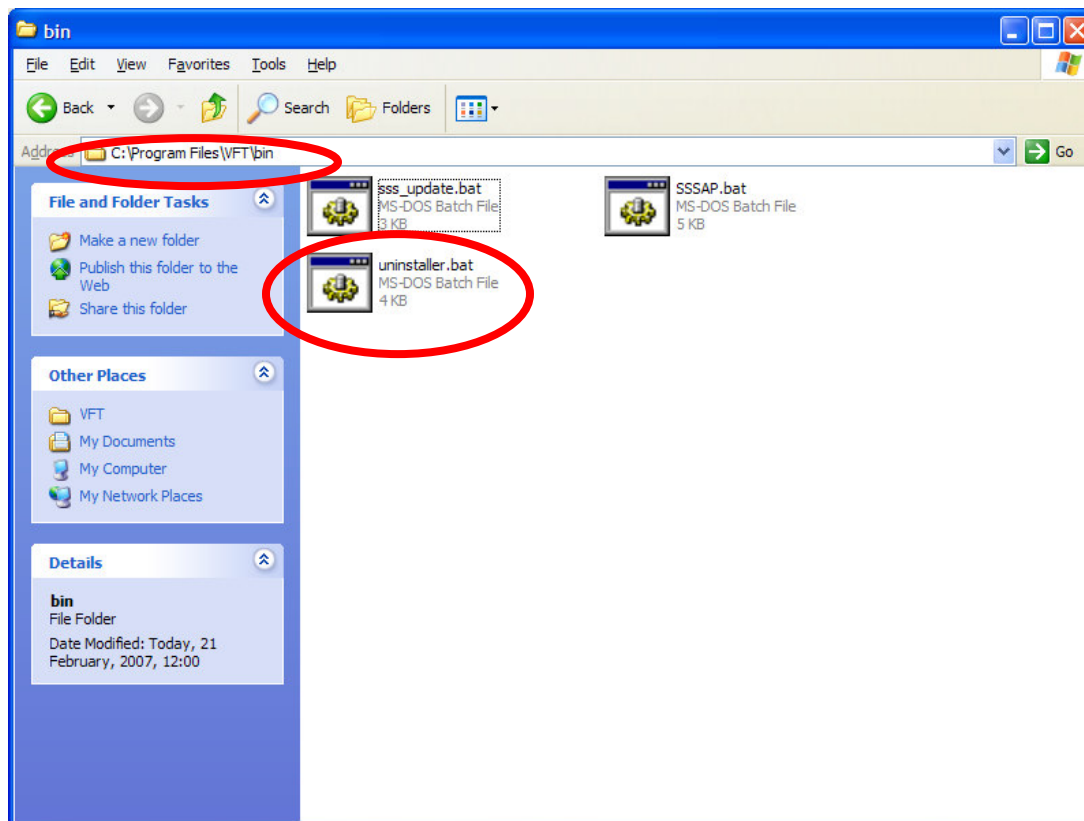 bin
File Edit View Favorites Tools Help
Back Search Folders
Address C:\Program Files\VFT\bin Go
File and Folder Tasks
Make a new folder
Publish this folder to the
Web
Share this folder
Other Places
VFT
My Documents
My Computer
My Network Places
Details
bin
File Folder
Date Modified: Today, 21
February, 2007, 12:00
sss_update.bat
MS-DOS Batch File
3 KB
SSSAP.bat
MS-DOS Batch File
5 KB
uninstaller.bat
MS-DOS Batch File
4 KB